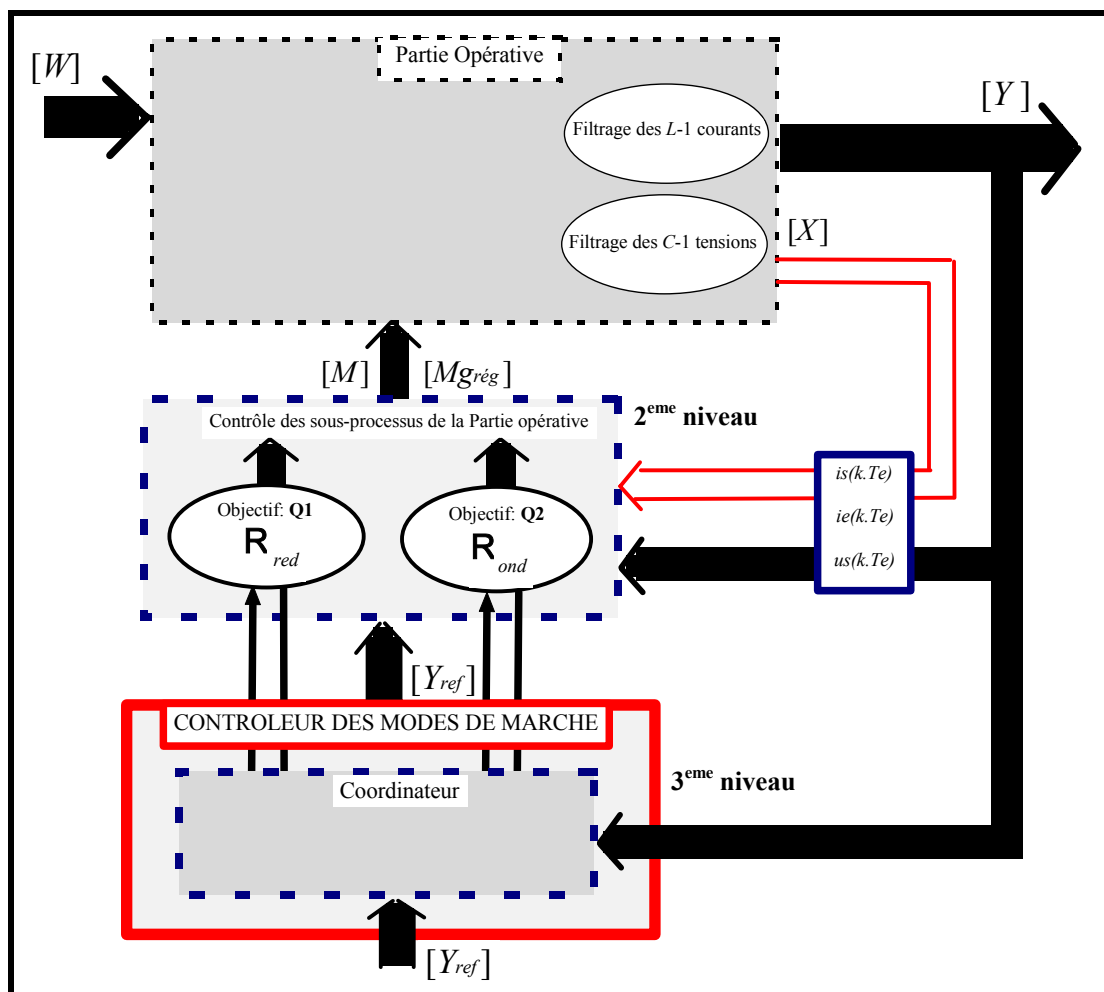 Partie Opérative
[W]
[Y]
Filtrage des L-1 courants
Filtrage des C-1 tensions
[X]
[M] [Mgrég]
2eme niveau
Contrôle des sous-processus de la Partie opérative
Objectif: Q1
R red
Objectif: Q2
R ond
is(k.Te)
ie(k.Te)
us(k.Te)
[Yref]
CONTROLEUR DES MODES DE MARCHE
3eme niveau
Coordinateur
[Yref]